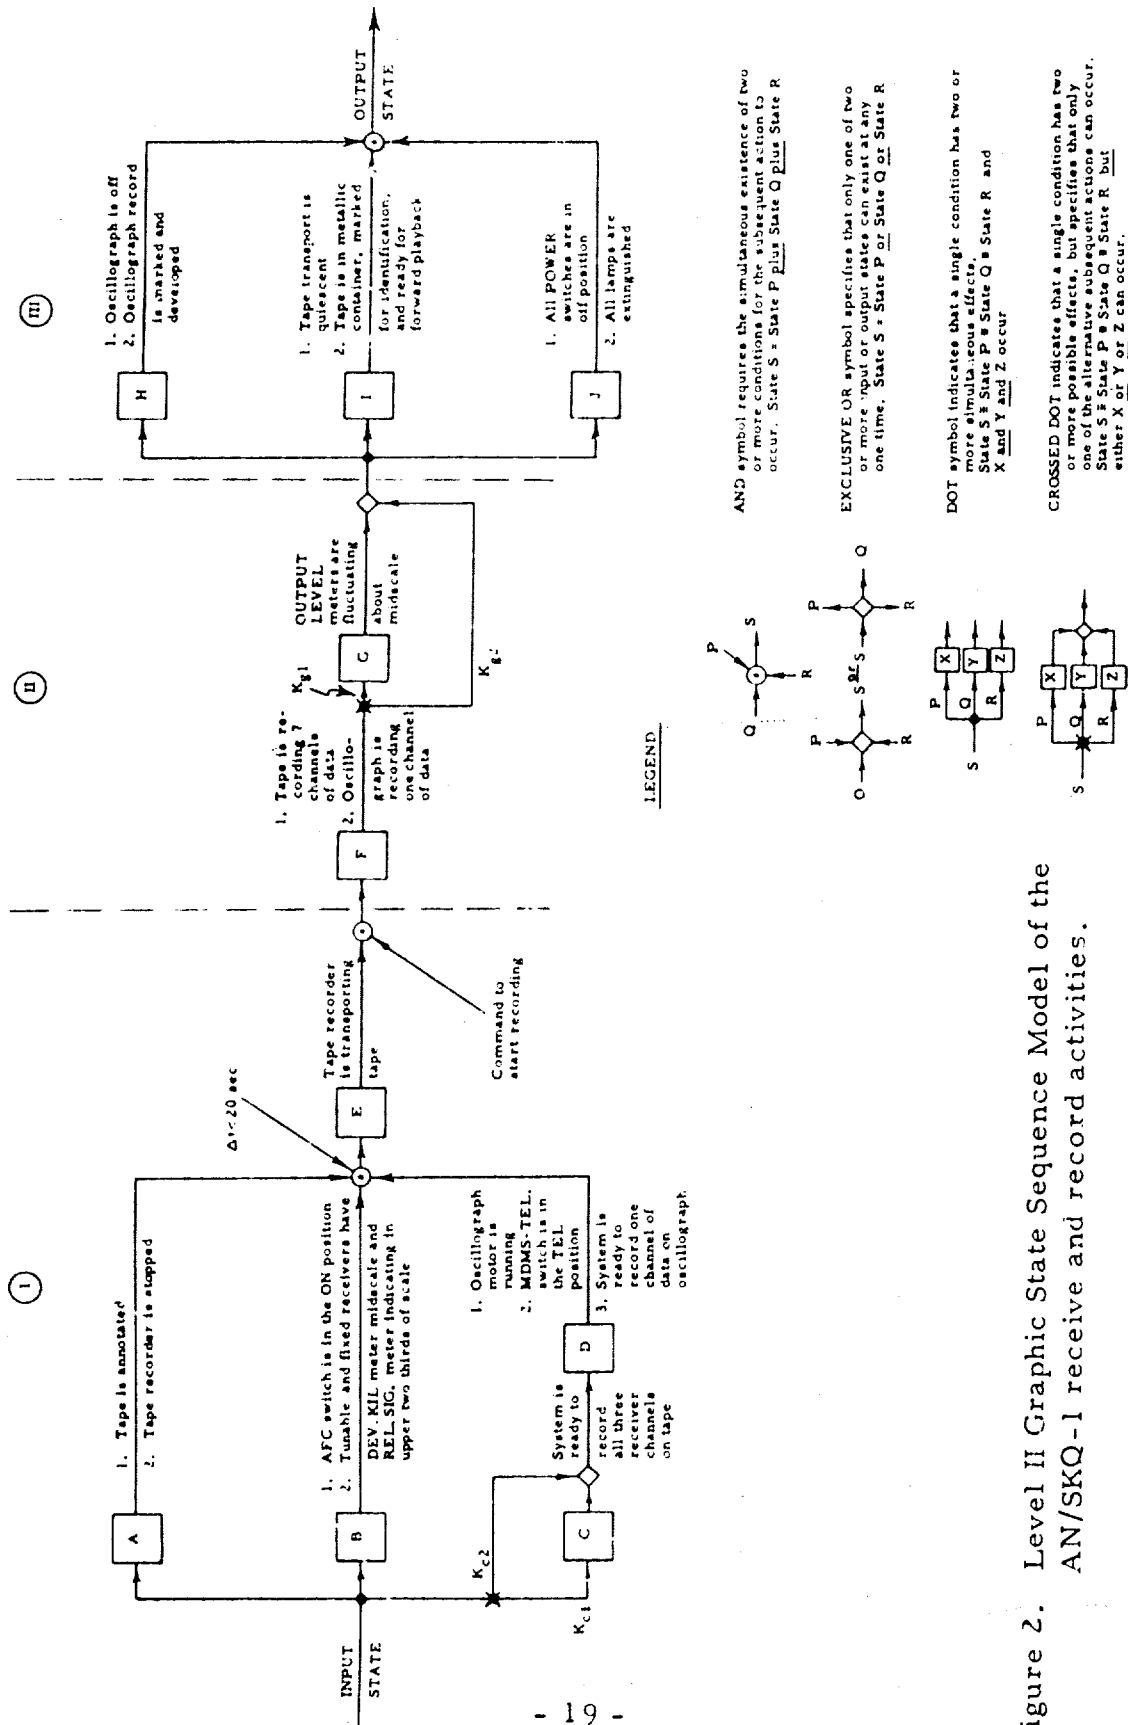 I
II
III
INPUT
STATE
A
1. Tape is annotated
2. Tape recorder is stopped
B
1. AFC switch is in the ON position
2. Tunable and fixed receivers have
DEV. KIL meter midscale and
REL. SIG. meter indicating in
upper two thirds of scale
Kc2
Kc1
C
System is
ready to
record
all three
receiver
channels
on tape
D
1. Oscillograph
motor is
running
2. MDMS-TEL.
switch is in
the TEL
position
3. System is
ready to
record one
channel of
data on
oscillograph
Δt<20 sec
E
Tape recorder
is transporting
tape
Command to
start recording
F
1. Tape is re-
cording 7
channels
of data
2. Oscillo-
graph is
recording
one channel
of data
Kg1
G
OUTPUT
LEVEL
meters are
fluctuating
about
midscale
Kg2
H
1. Oscillograph is off
2. Oscillograph record
is marked and
developed
I
1. Tape transport is
quiescent
2. Tape is in metallic
container, marked
for identification,
and ready for
forward playback
J
1. All POWER
switches are in
off position
2. All lamps are
extinguished
OUTPUT
STATE
LEGEND
Q
P
R
S
AND symbol requires the simultaneous existence of two
or more conditions for the subsequent action to
occur. State S = State P plus State Q plus State R
Q
P
R
S or S
P
R
Q
EXCLUSIVE OR symbol specifies that only one of two
or more input or output states can exist at any
one time. State S = State P or State Q or State R
S
P
Q
R
X
Y
Z
DOT symbol indicates that a single condition has two or
more simultaneous effects.
State S ≡ State P ≡ State Q ≡ State R and
X and Y and Z occur
S
P
Q
R
X
Y
Z
CROSSED DOT indicates that a single condition has two
or more possible effects, but specifies that only
one of the alternative subsequent actions can occur.
State S ≡ State P ≡ State Q ≡ State R but
either X or Y or Z can occur.
igure 2. Level II Graphic State Sequence Model of the
AN/SKQ-1 receive and record activities.
- 19 -